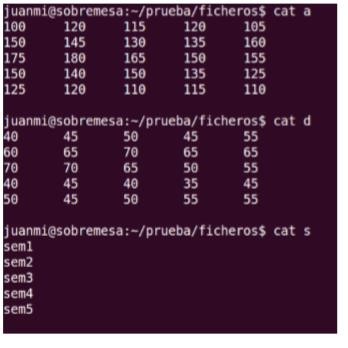 juanmi@sobremesa:~/prueba/ficheros$ cat a
100 120 115 120 105
150 145 130 135 160
175 180 165 150 155
150 140 150 135 125
125 120 110 115 110
juanmi@sobremesa:~/prueba/ficheros$ cat d
40 45 50 45 55
60 65 70 65 65
70 70 65 50 55
40 45 40 35 45
50 45 50 55 55
juanmi@sobremesa:~/prueba/ficheros$ cat s
sem1
sem2
sem3
sem4
sem5